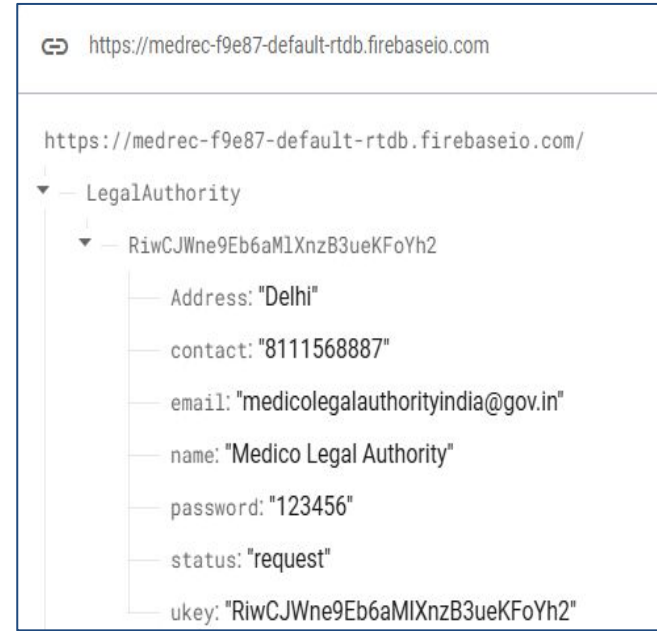 https://medrec-f9e87-default-rtdb.firebaseio.com
https://medrec-f9e87-default-rtdb.firebaseio.com/
LegalAuthority
RiwCJWne9Eb6aMlXnzB3ueKFoYh2
Address: "Delhi"
contact: "8111568887"
email: "medicolegalauthorityindia@gov.in"
name: "Medico Legal Authority"
password: "123456"
status: "request"
ukey: "RiwCJWne9Eb6aMlXnzB3ueKFoYh2"